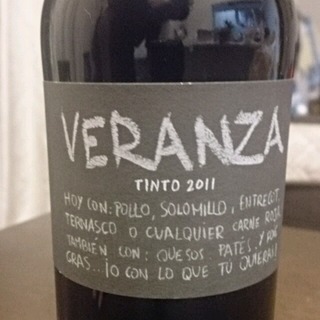 VERANZA
TINTO 2011
HOY CON: POLLO, SOLOMILLO, ENTRECOT,
TERNASCO O CUALQUIER CARNE ROJA
TAMBIÉN CON: QUESOS. PATÉS. Y FOIE
GRAS... ¡O CON LO QUE TU QUIERAS!